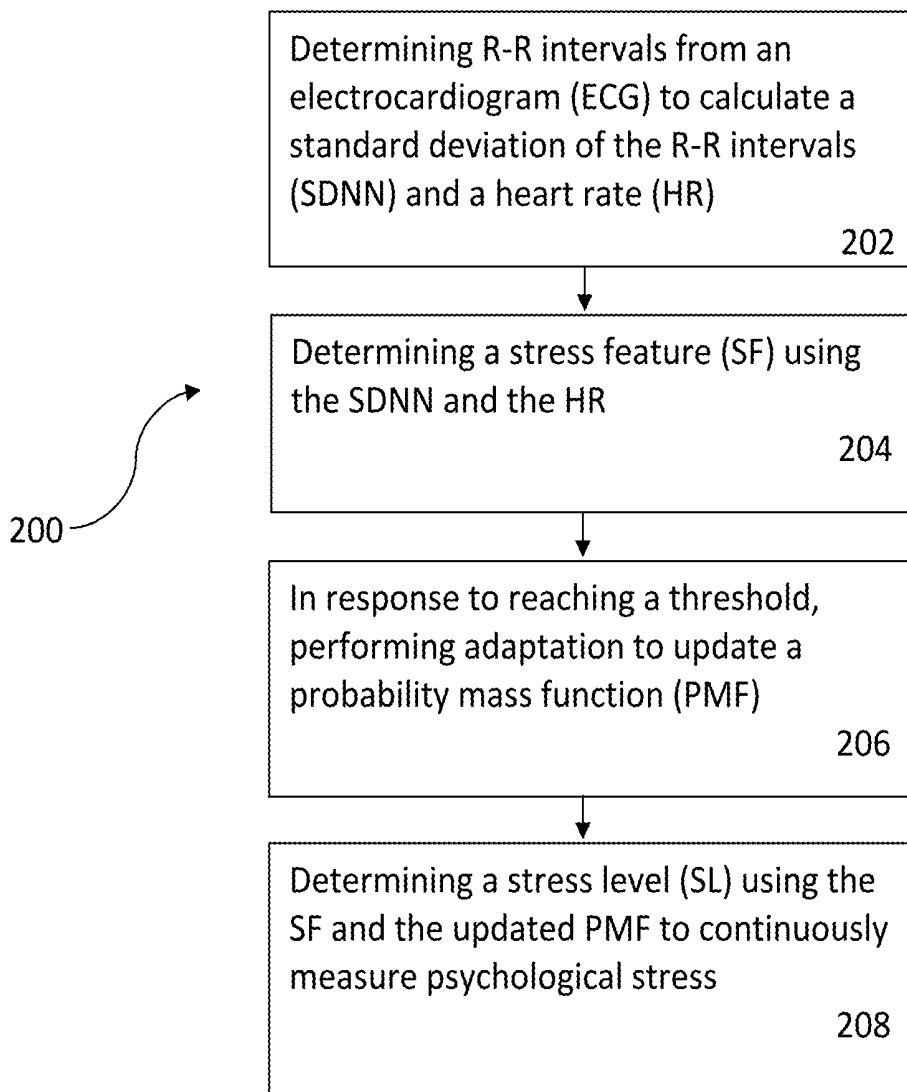 Determining R-R intervals from an
electrocardiogram (ECG) to calculate a
standard deviation of the R-R intervals
(SDNN) and a heart rate (HR)
202
Determining a stress feature (SF) using
the SDNN and the HR
204
200
In response to reaching a threshold,
performing adaptation to update a
probability mass function (PMF)
206
Determining a stress level (SL) using the
SF and the updated PMF to continuously
measure psychological stress
208